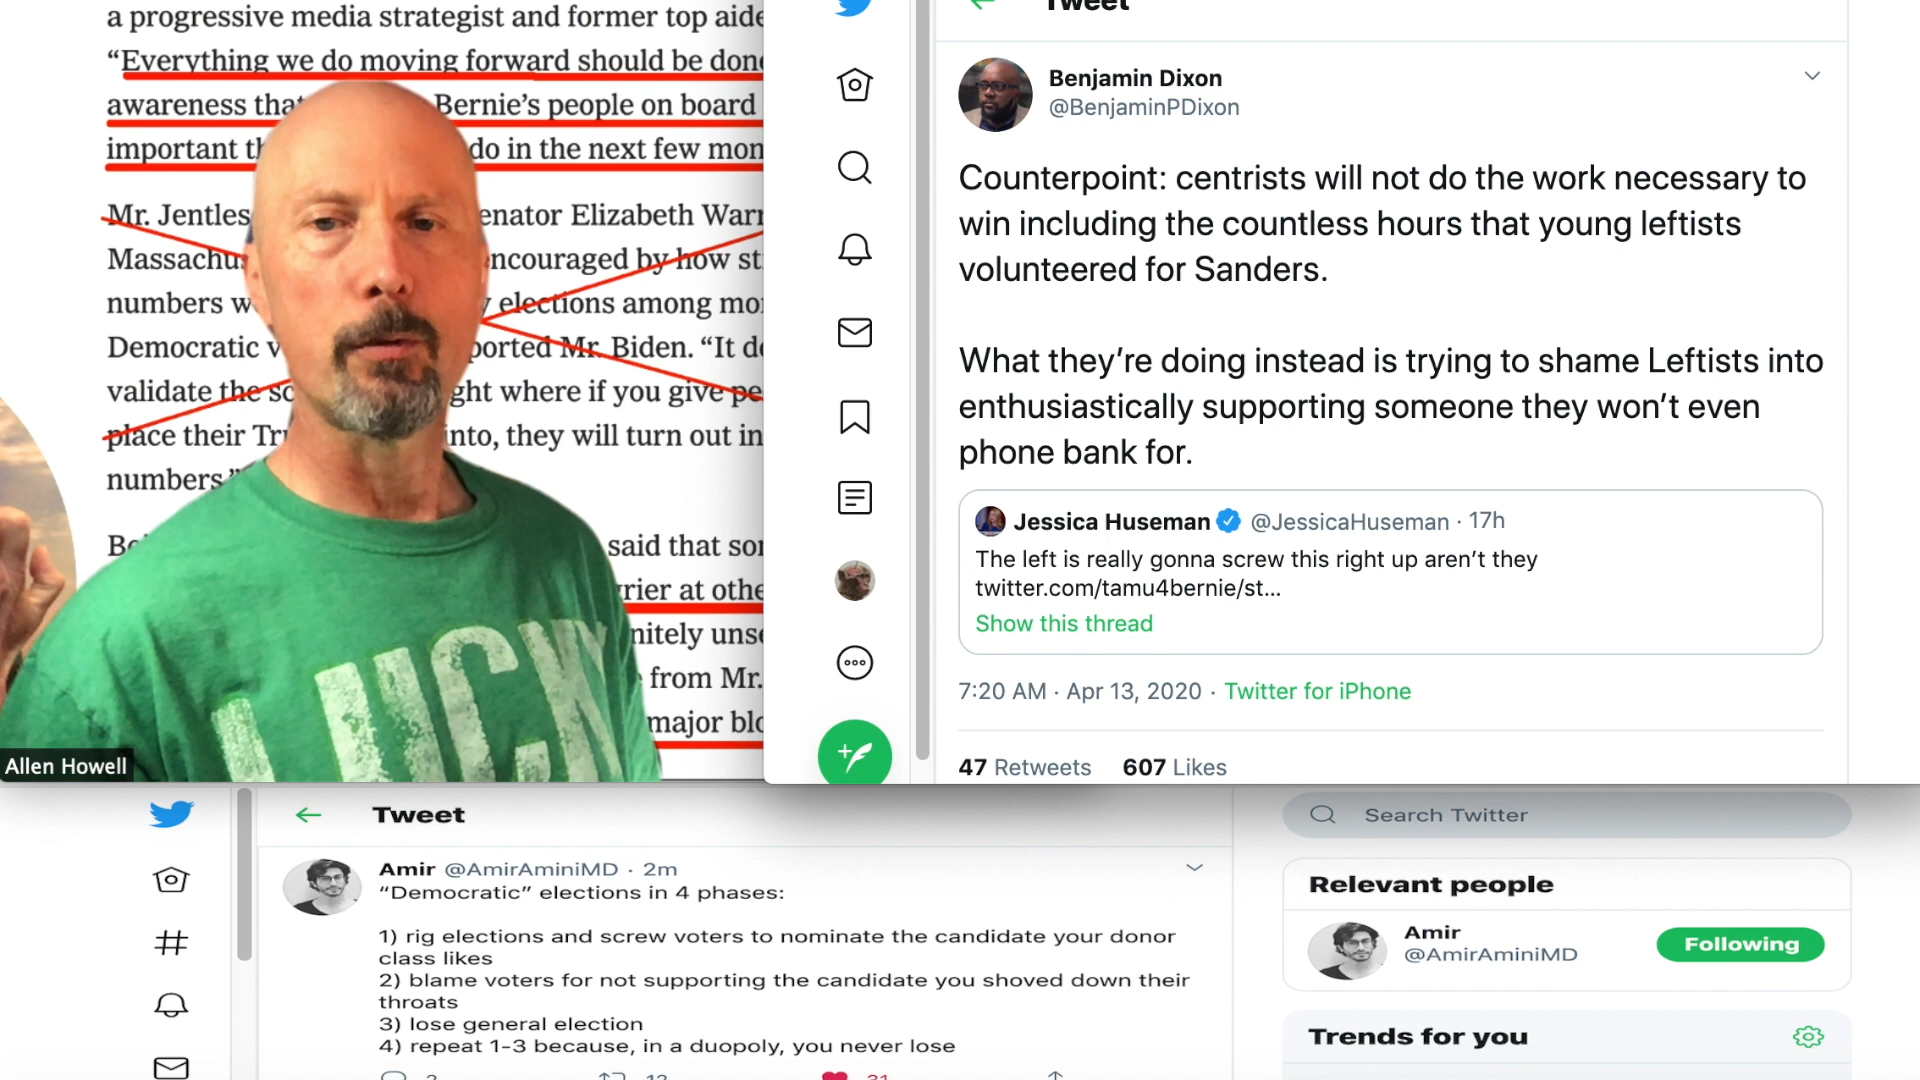 a progressive media strategist and former top aide
“Everything we do moving forward should be done
awareness that Bernie’s people on board
important do in the next few mon
Mr. Jentles enator Elizabeth Warr
Massachu ncouraged by how st
numbers w elections among mo
Democratic v ported Mr. Biden. “It do
validate the sc ght where if you give pe
place their Tr into, they will turn out in
numbers.”
said that so
rier at othe
nitely unse
from Mr.
major blo
LUCKY
Allen Howell
Tweet
Benjamin Dixon
@BenjaminPDixon
Counterpoint: centrists will not do the work necessary to
win including the countless hours that young leftists
volunteered for Sanders.
What they’re doing instead is trying to shame Leftists into
enthusiastically supporting someone they won’t even
phone bank for.
Jessica Huseman @JessicaHuseman · 17h
The left is really gonna screw this right up aren’t they
twitter.com/tamu4bernie/st...
Show this thread
7:20 AM · Apr 13, 2020 · Twitter for iPhone
47 Retweets 607 Likes
Tweet
Amir @AmirAminiMD · 2m
“Democratic” elections in 4 phases:
1) rig elections and screw voters to nominate the candidate your donor
class likes
2) blame voters for not supporting the candidate you shoved down their
throats
3) lose general election
4) repeat 1-3 because, in a duopoly, you never lose
Search Twitter
Relevant people
Amir
@AmirAminiMD
Following
Trends for you